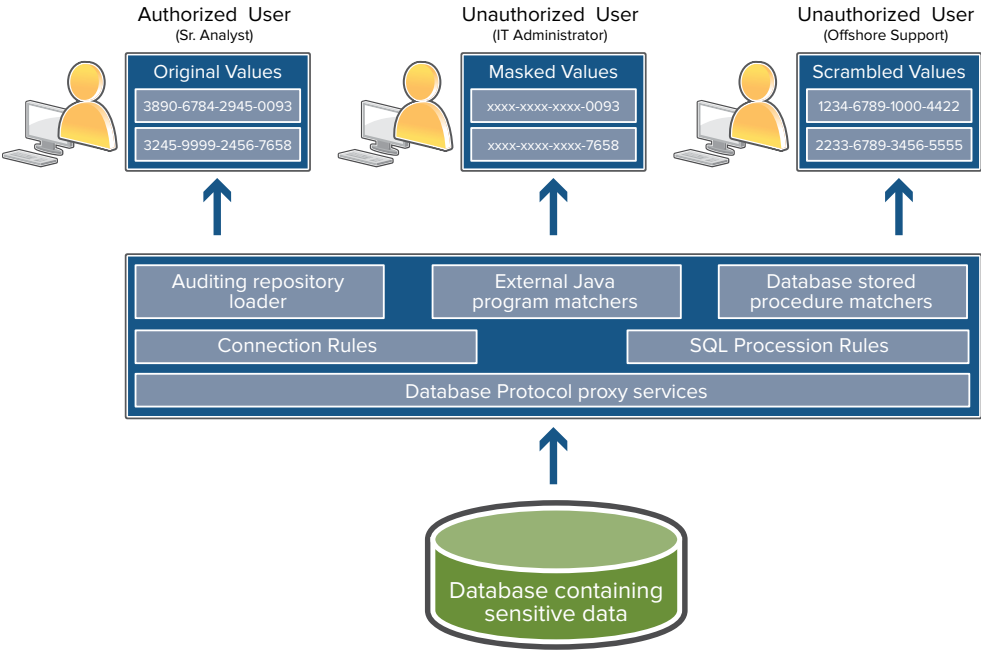 Authorized User
(Sr. Analyst)
Original Values
3890-6784-2945-0093
3245-9999-2456-7658
Unauthorized User
(IT Administrator)
Masked Values
xxxx-xxxx-xxxx-0093
xxxx-xxxx-xxxx-7658
Unauthorized User
(Offshore Support)
Scrambled Values
1234-6789-1000-4422
2233-6789-3456-5555
Auditing repository
loader
External Java
program matchers
Database stored
procedure matchers
Connection Rules
SQL Procession Rules
Database Protocol proxy services
Database containing
sensitive data